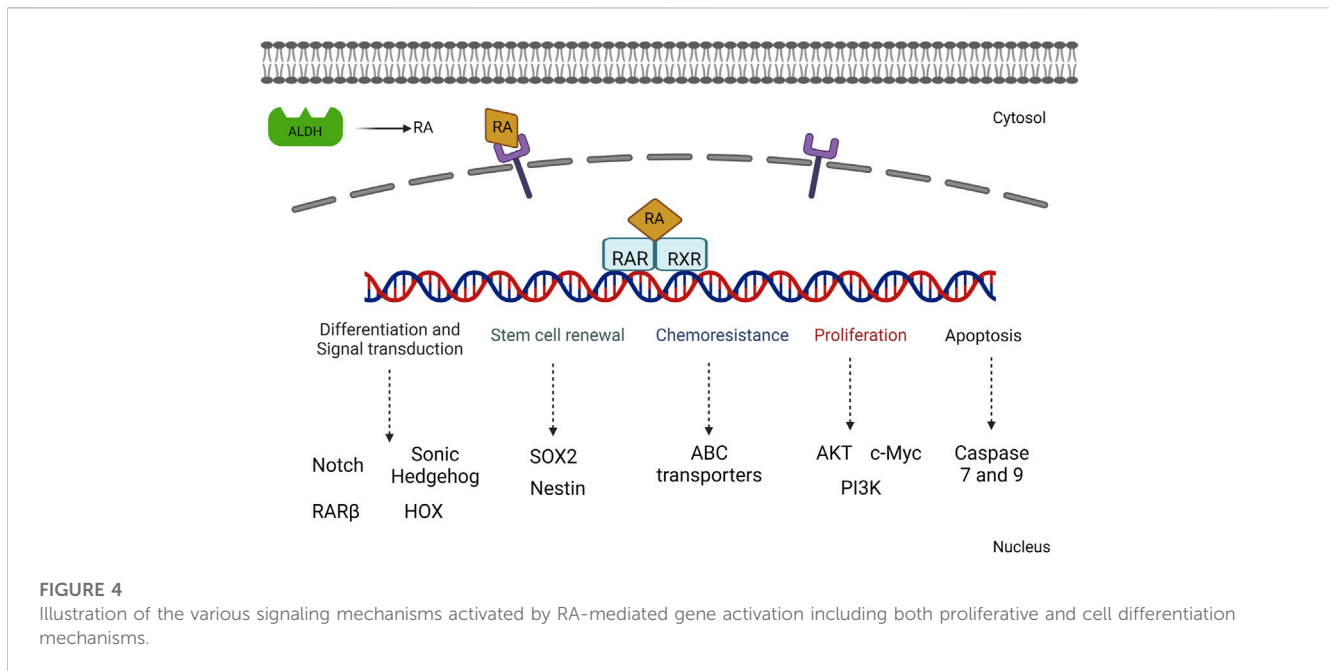 Cytosol
ALDH
RA
RA
RA
RAR
RXR
Differentiation and
Signal transduction
Stem cell renewal
Chemoresistance
Proliferation
Apoptosis
Notch
Sonic
Hedgehog
RARβ
HOX
SOX2
Nestin
ABC
transporters
AKT
c-Myc
PI3K
Caspase
7 and 9
Nucleus
FIGURE 4
Illustration of the various signaling mechanisms activated by RA-mediated gene activation including both proliferative and cell differentiation
mechanisms.